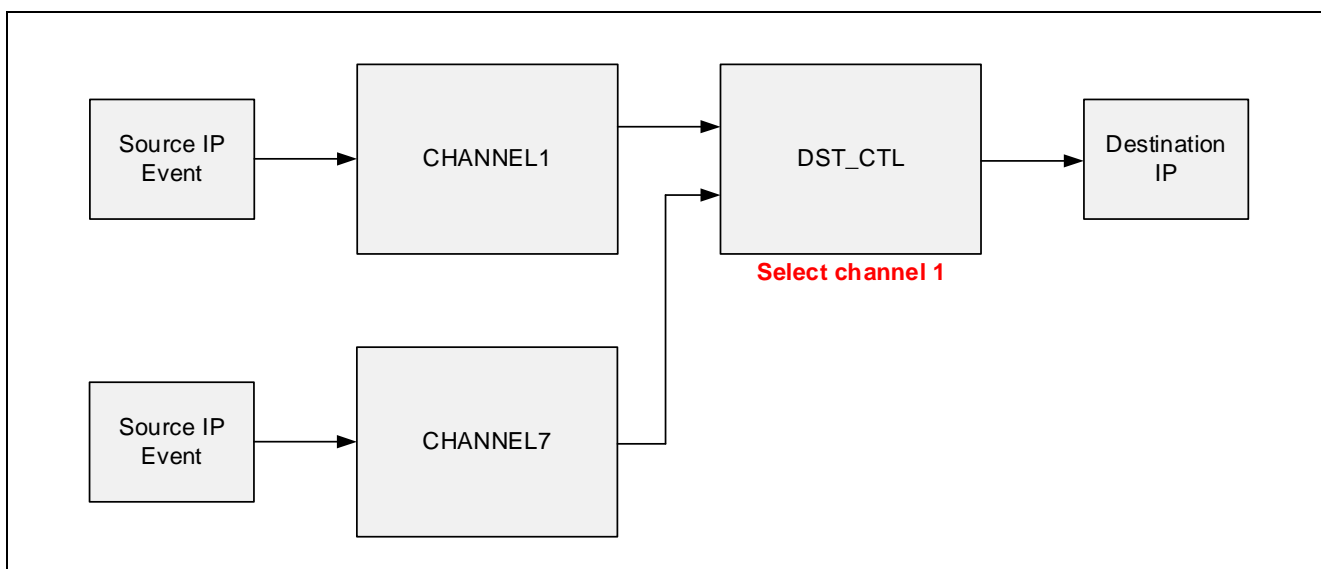 Source IP
Event
CHANNEL1
DST_CTL
Destination
IP
Select channel 1
Source IP
Event
CHANNEL7